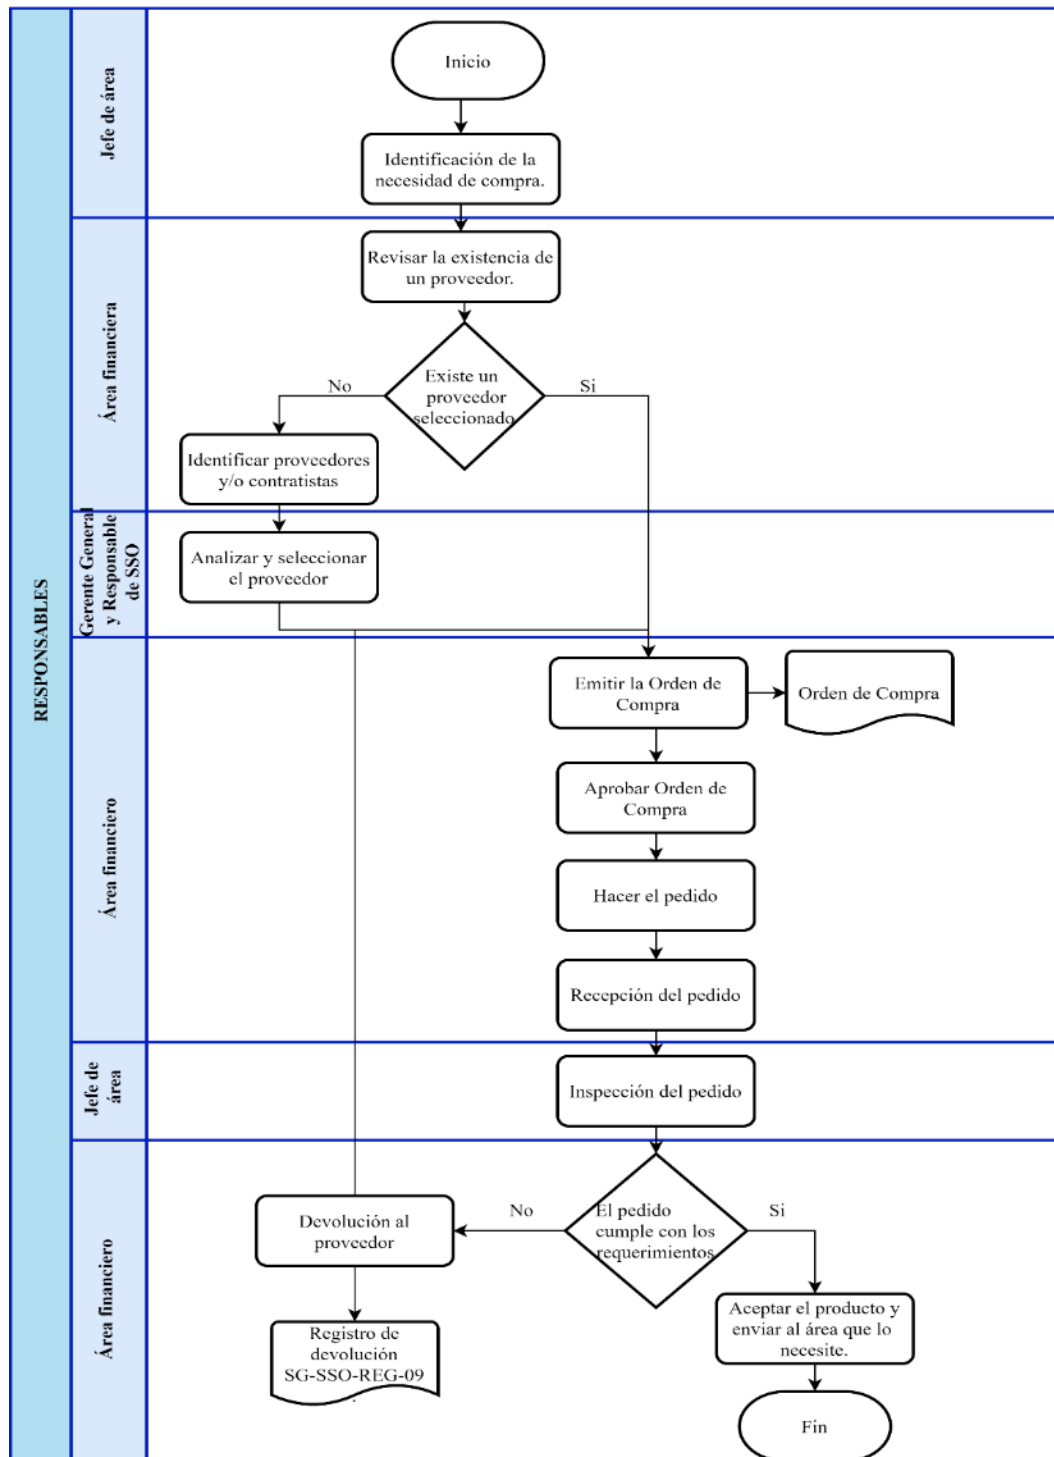 RESPONSABLES
Jefe de área
Inicio
Identificación de la
necesidad de compra.
Área financiera
Revisar la existencia de
un proveedor.
Existe un
proveedor
seleccionado
No
Si
Identificar proveedores
y/o contratistas
Gerente General
y Responsable
de SSO
Analizar y seleccionar
el proveedor
Área financiero
Emitir la Orden de
Compra
Orden de Compra
Aprobar Orden de
Compra
Hacer el pedido
Recepción del pedido
Jefe de
área
Inspección del pedido
Área financiero
El pedido
cumple con los
requerimientos
No
Si
Devolución al
proveedor
Registro de
devolución
SG-SSO-REG-09
.
Aceptar el producto y
enviar al área que lo
necesite.
Fin